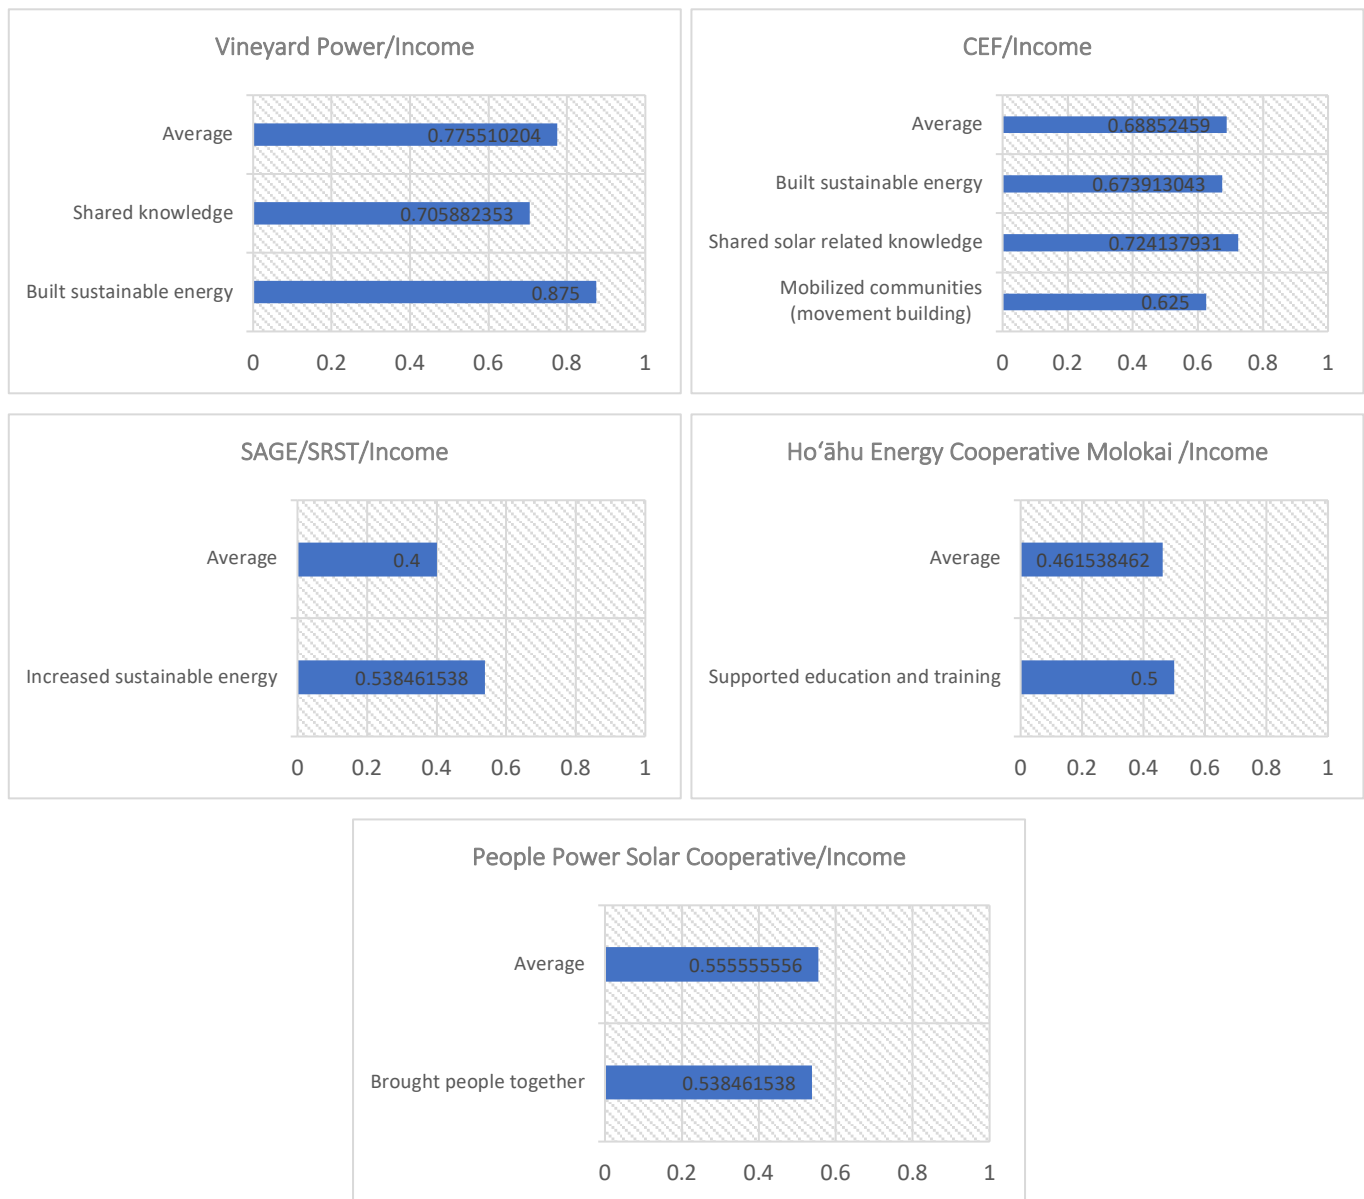 Vineyard Power/Income
Average
0.775510204
Shared knowledge
0.705882353
Built sustainable energy
0.875
0 0.2 0.4 0.6 0.8 1
CEF/Income
Average
0.68852459
Built sustainable energy
0.673913043
Shared solar related knowledge
0.724137931
Mobilized communities
(movement building)
0.625
0 0.2 0.4 0.6 0.8 1
SAGE/SRST/Income
Average
0.4
Increased sustainable energy
0.538461538
0 0.2 0.4 0.6 0.8 1
Hoʻāhu Energy Cooperative Molokai /Income
Average
0.461538462
Supported education and training
0.5
0 0.2 0.4 0.6 0.8 1
People Power Solar Cooperative/Income
Average
0.555555556
Brought people together
0.538461538
0 0.2 0.4 0.6 0.8 1